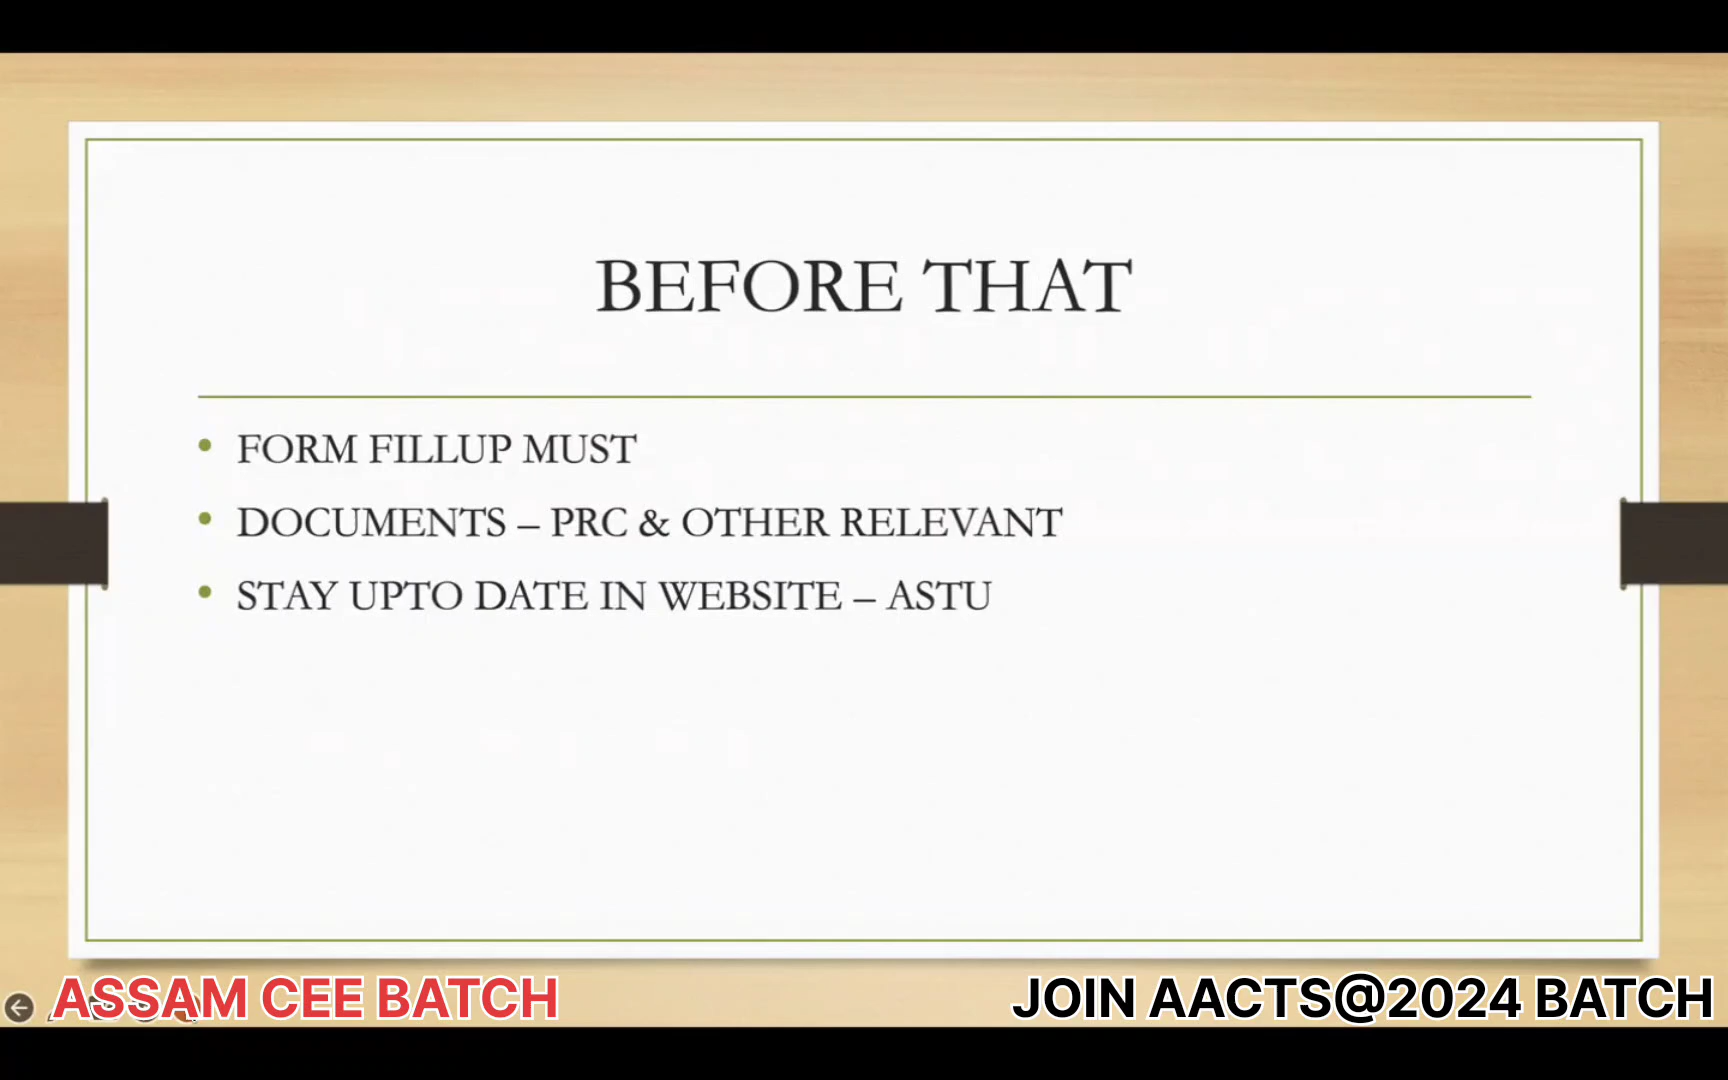 BEFORE THAT
• FORM FILLUP MUST
• DOCUMENTS – PRC & OTHER RELEVANT
• STAY UPTO DATE IN WEBSITE – ASTU
ASSAM CEE BATCH
JOIN AACTS@2024 BATCH